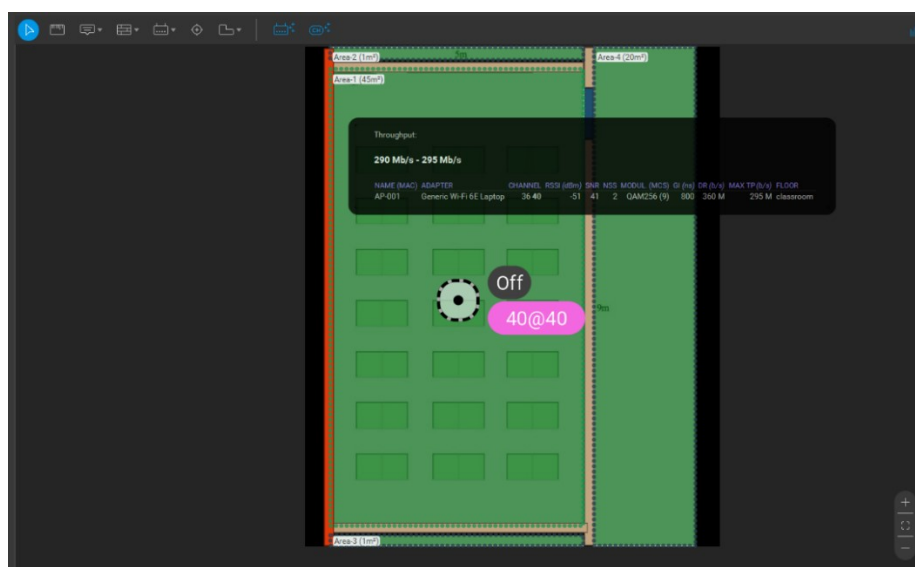 Area-2 (1m²) 5m Area-4 (20m²)
Area-1 (45m²)
Throughput:
290 Mb/s - 295 Mb/s
NAME (MAC) ADAPTER CHANNEL RSSI (dBm) SNR NSS MODUL (MCS) GI (ns) DR (b/s) MAX TP (b/s) FLOOR
AP-001 Generic Wi-Fi 6E Laptop 36 40 -51 41 2 QAM256 (9) 800 360 M 295 M classroom
Off
40@40
9m
Area-3 (1m²)